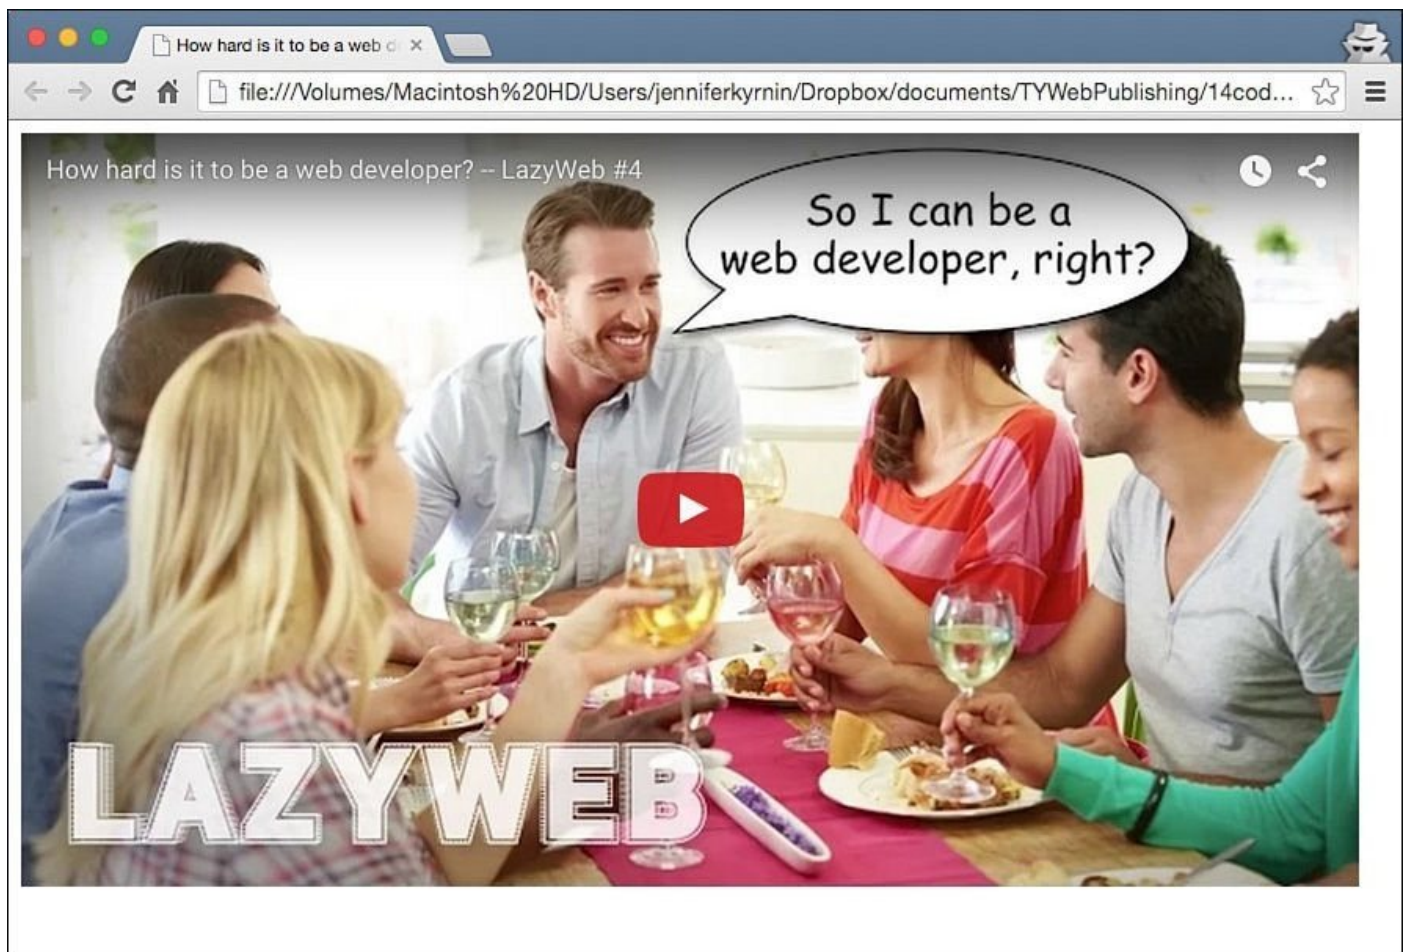 How hard is it to be a web d
file:///Volumes/Macintosh%20HD/Users/jenniferkyrnin/Dropbox/documents/TYWebPublishing/14cod...
How hard is it to be a web developer? -- LazyWeb #4
So I can be a
web developer, right?
LAZYWEB